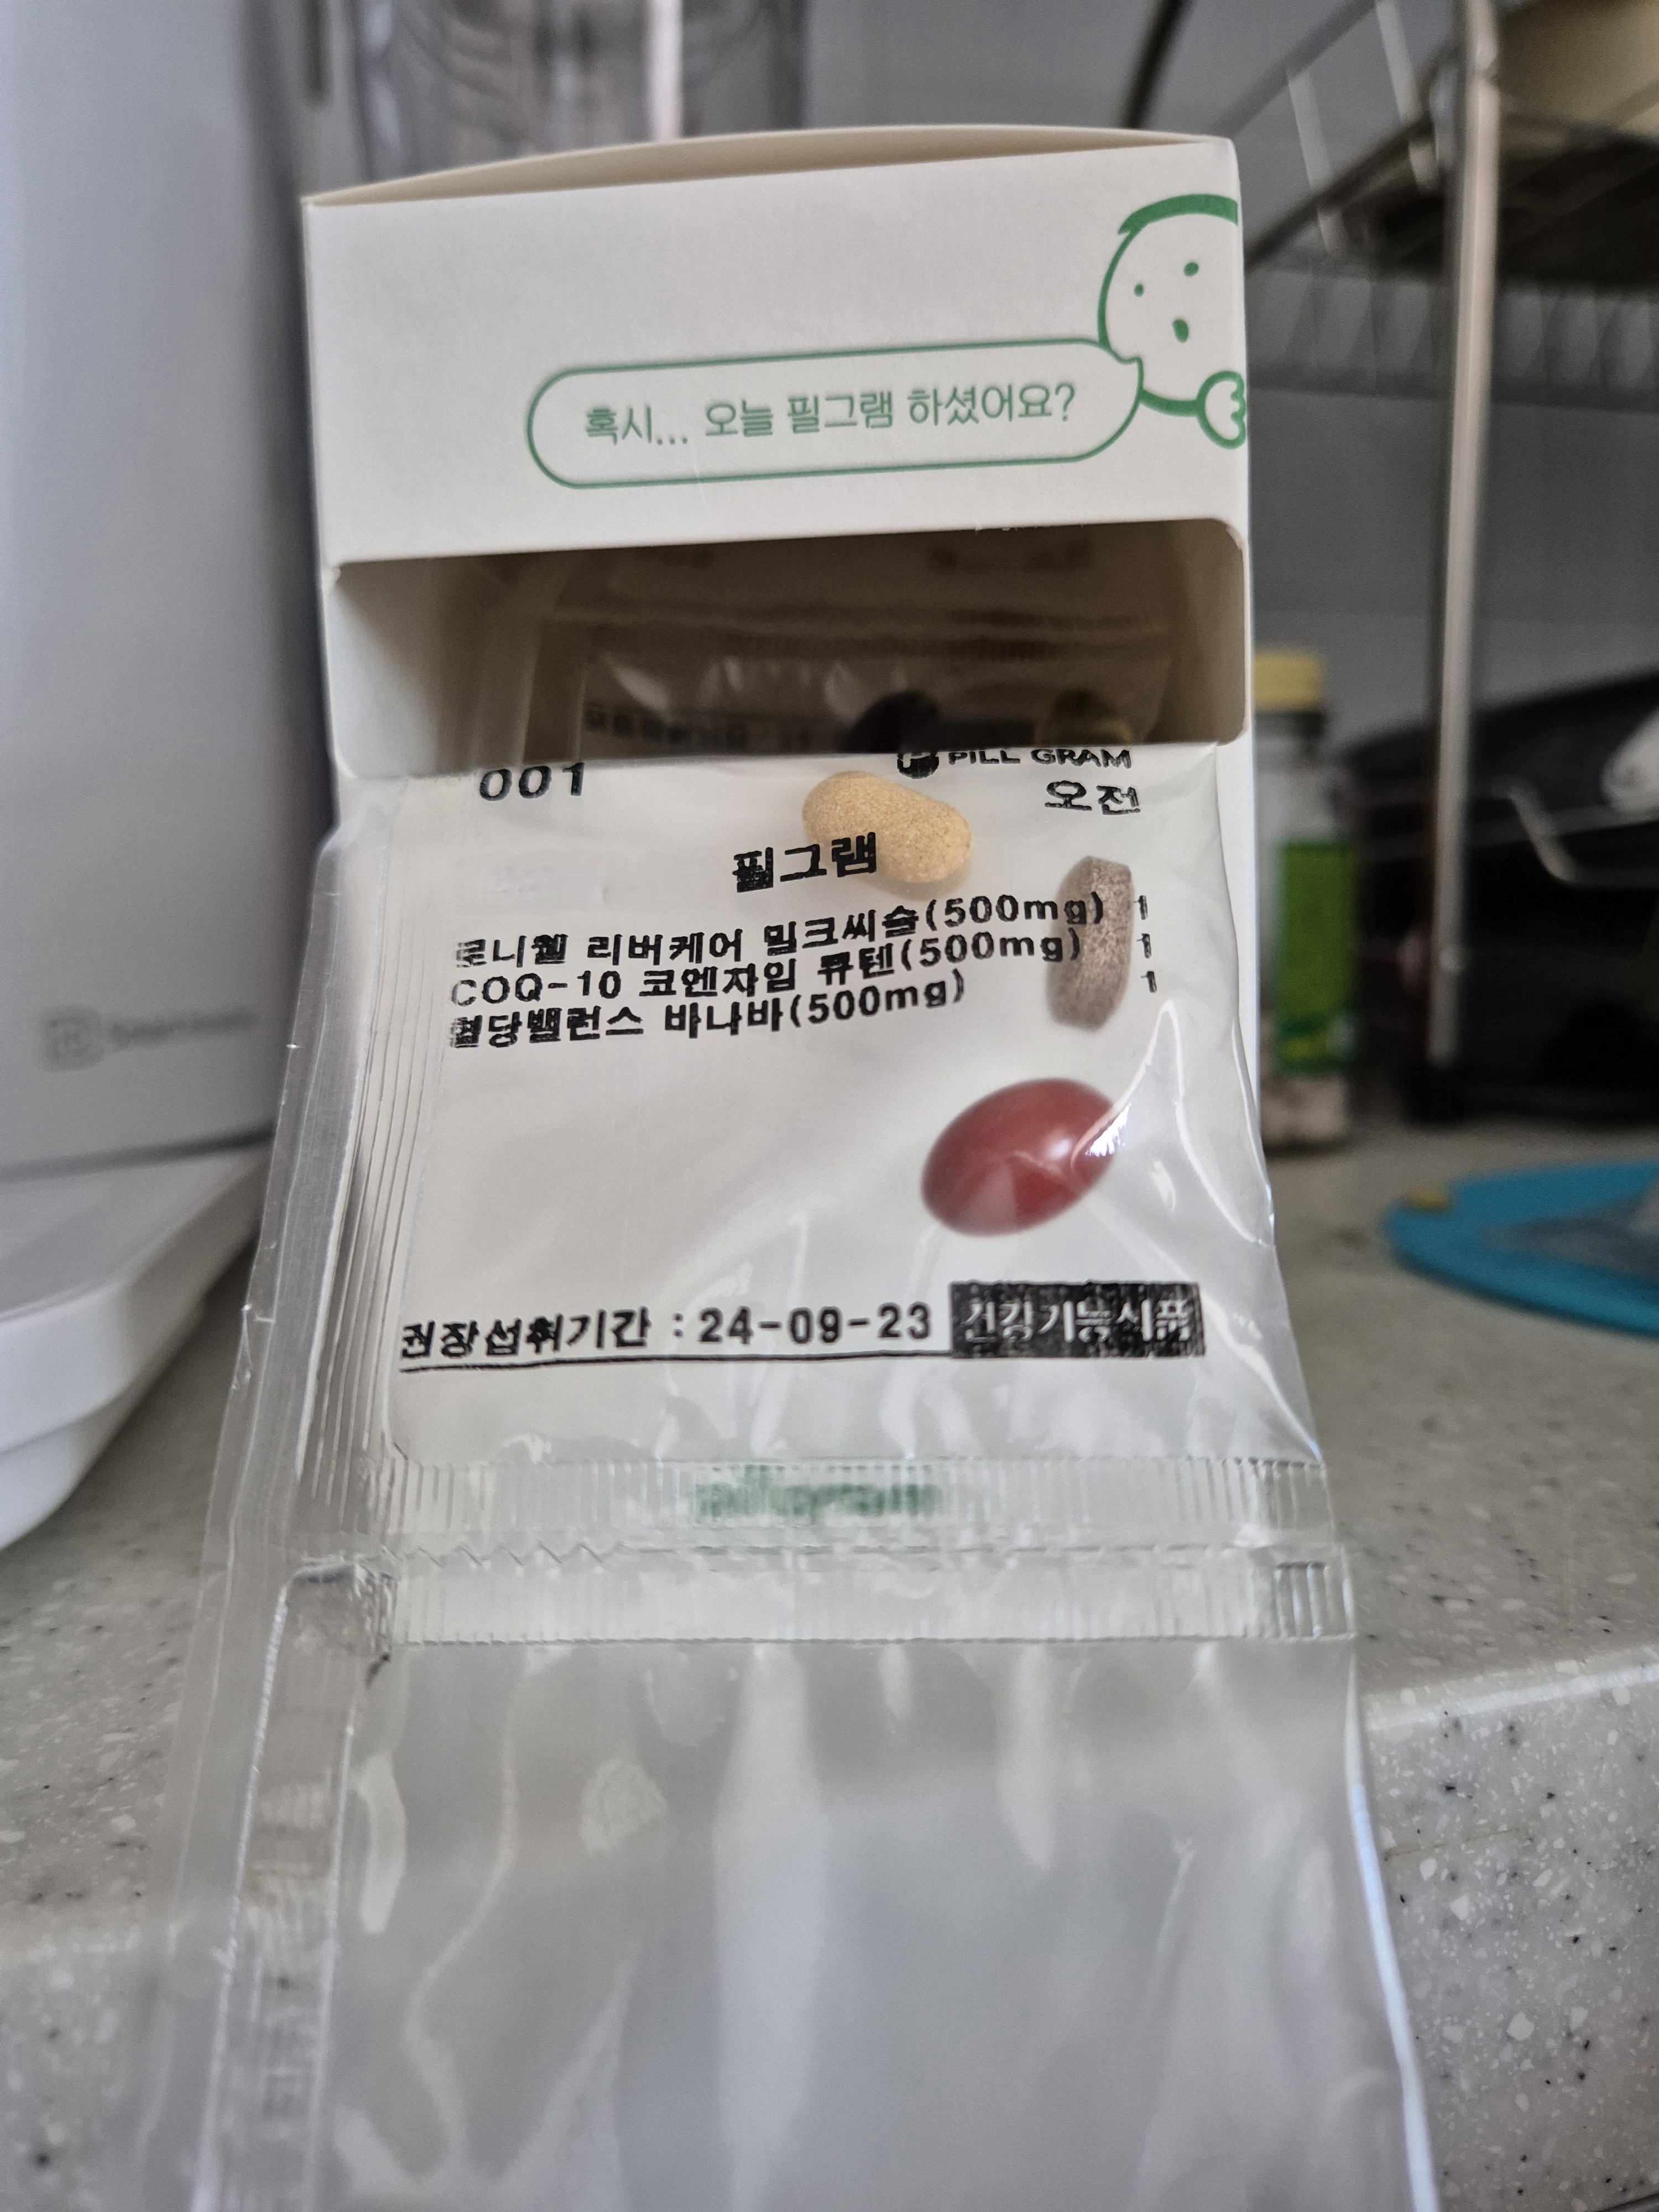 혹시... 오늘 필그램 하셨어요?
001
PILL GRAM
오전
필그램
로니웰 리버케어 밀크씨슬(500mg) 1
COQ-10 코엔자임 큐텐(500mg) 1
혈당밸런스 바나바(500mg) 1
권장섭취기간 :24-09-23 건강기능식품
pillgram